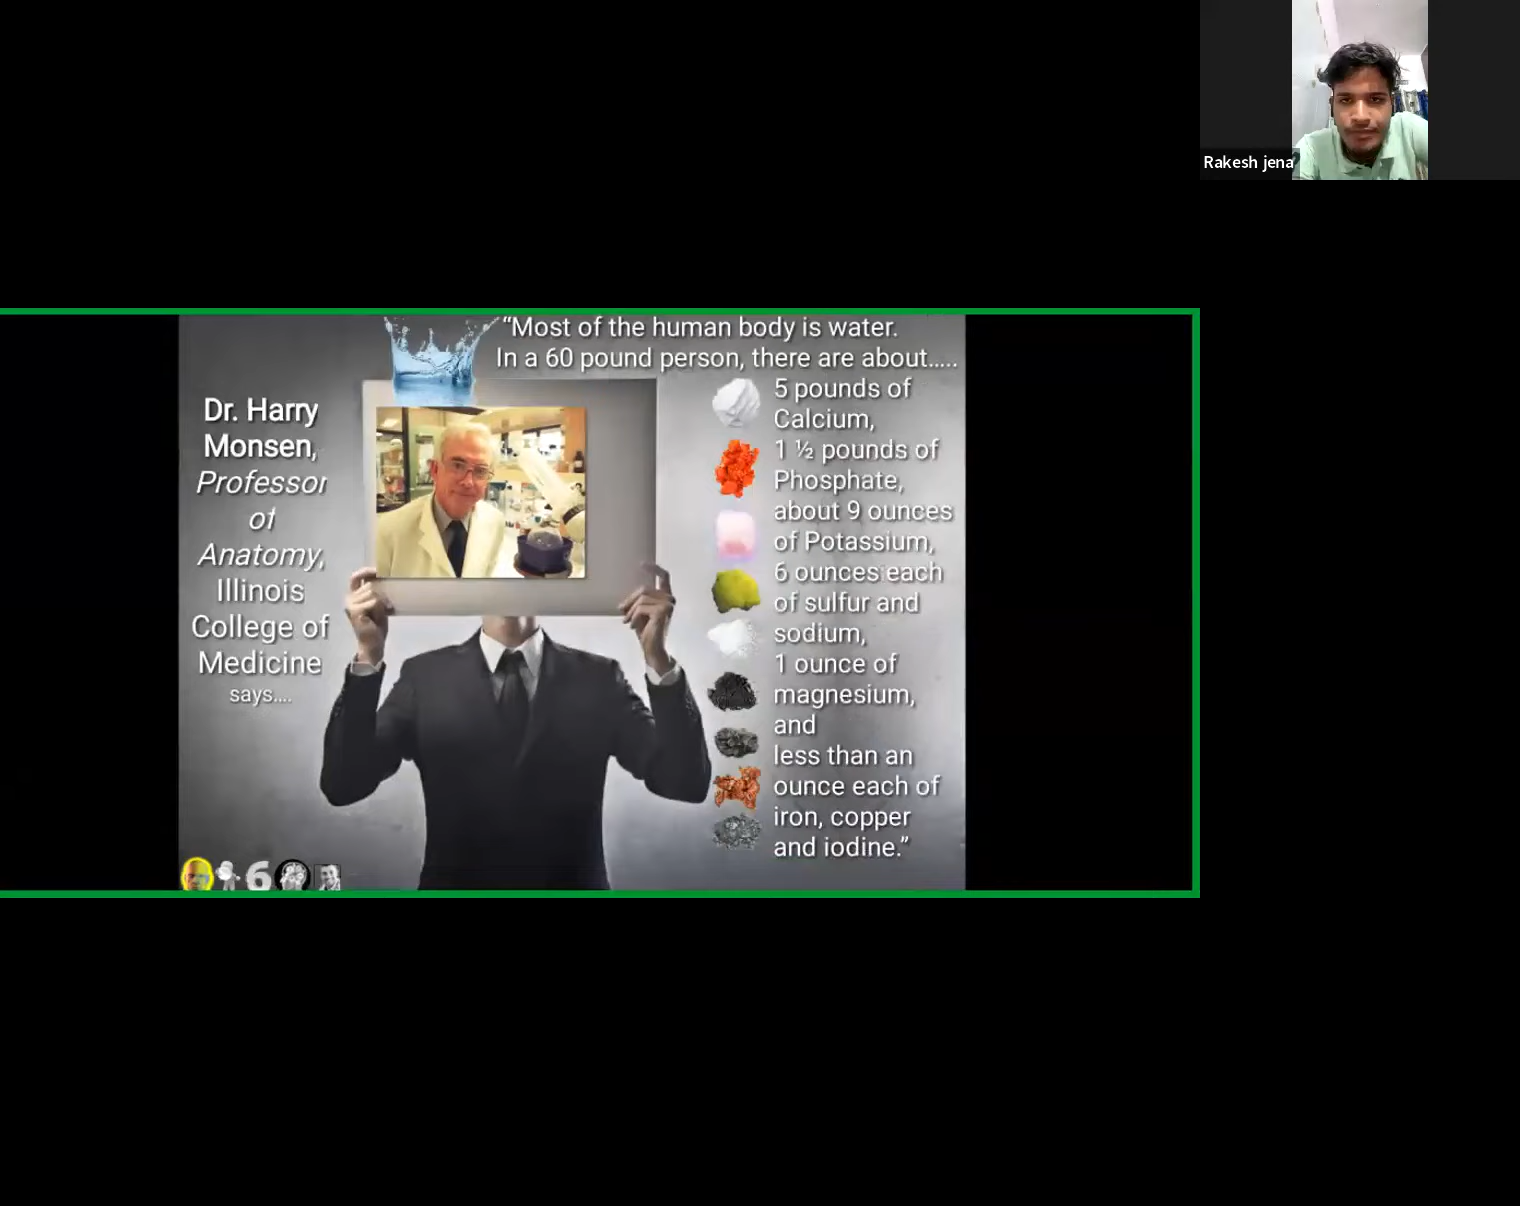 Rakesh jena
“Most of the human body is water.
In a 60 pound person, there are about.....
Dr. Harry
Monsen,
Professor
of
Anatomy,
Illinois
College of
Medicine
says....
5 pounds of
Calcium,
1 ½ pounds of
Phosphate,
about 9 ounces
of Potassium,
6 ounces each
of sulfur and
sodium,
1 ounce of
magnesium,
and
less than an
ounce each of
iron, copper
and iodine.”
6